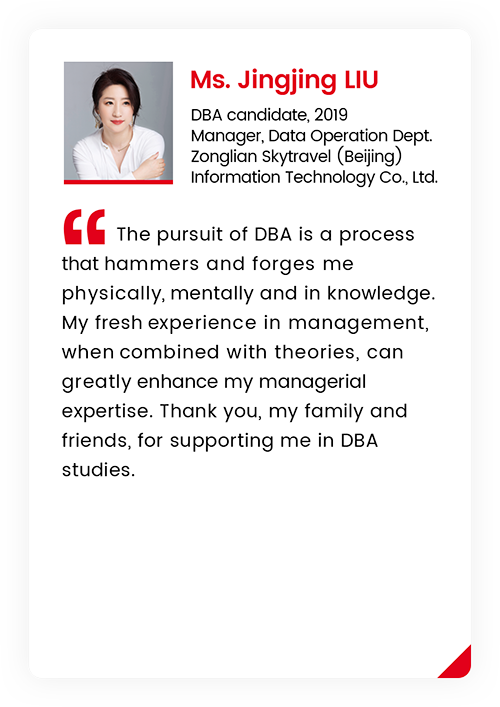 Ms. Jingjing LIU
DBA candidate, 2019
Manager, Data Operation Dept.
Zonglian Skytravel (Beijing)
Information Technology Co., Ltd.
“ The pursuit of DBA is a process
that hammers and forges me
physically, mentally and in knowledge.
My fresh experience in management,
when combined with theories, can
greatly enhance my managerial
expertise. Thank you, my family and
friends, for supporting me in DBA
studies.